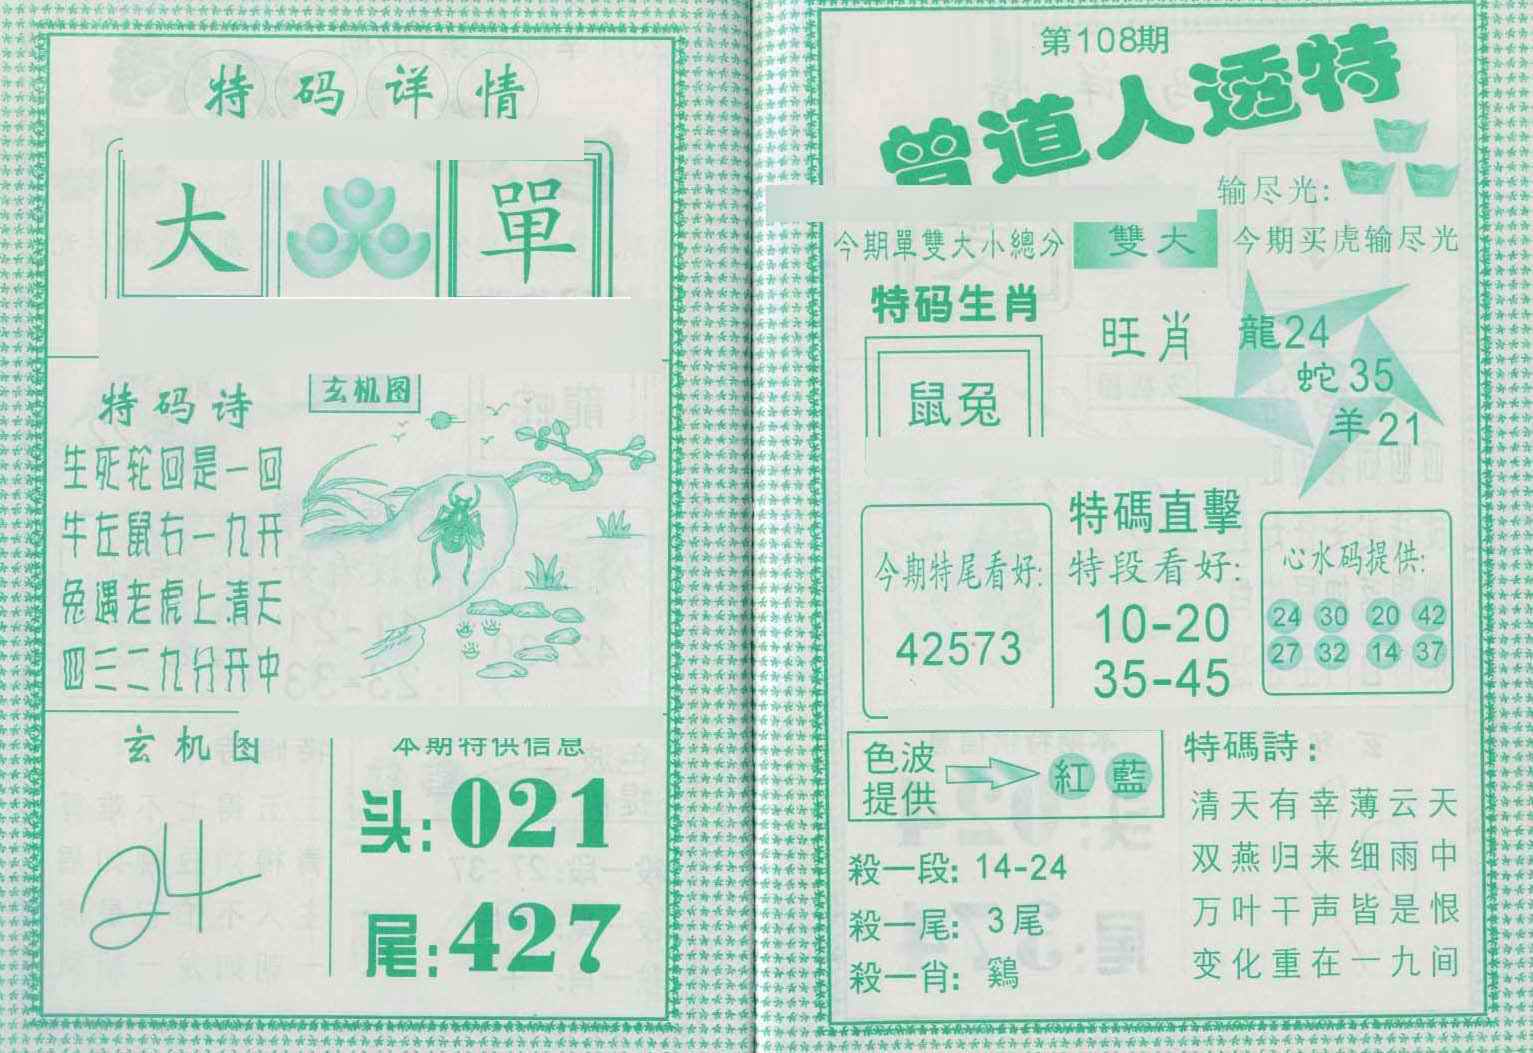 特码详情
大 單
特码诗
玄机图
生死轮回是一回
牛左鼠右一九开
兔遇老虎上清天
四三二九分开中
玄机图
24
本期特供信息
头:021
尾:427
第108期
曾道人透特
输尽光:
今期單雙大小總分 雙大 今期买虎输尽光
特码生肖
鼠兔
旺肖
龍24
蛇35
羊21
今期特尾看好:
42573
特碼直擊
特段看好:
10-20
35-45
心水码提供:
24 30 20 42
27 32 14 37
色波
提供
紅 藍
殺一段: 14-24
殺一尾: 3尾
殺一肖: 鷄
特碼詩:
清天有幸薄云天
双燕归来细雨中
万叶干声皆是恨
变化重在一九间